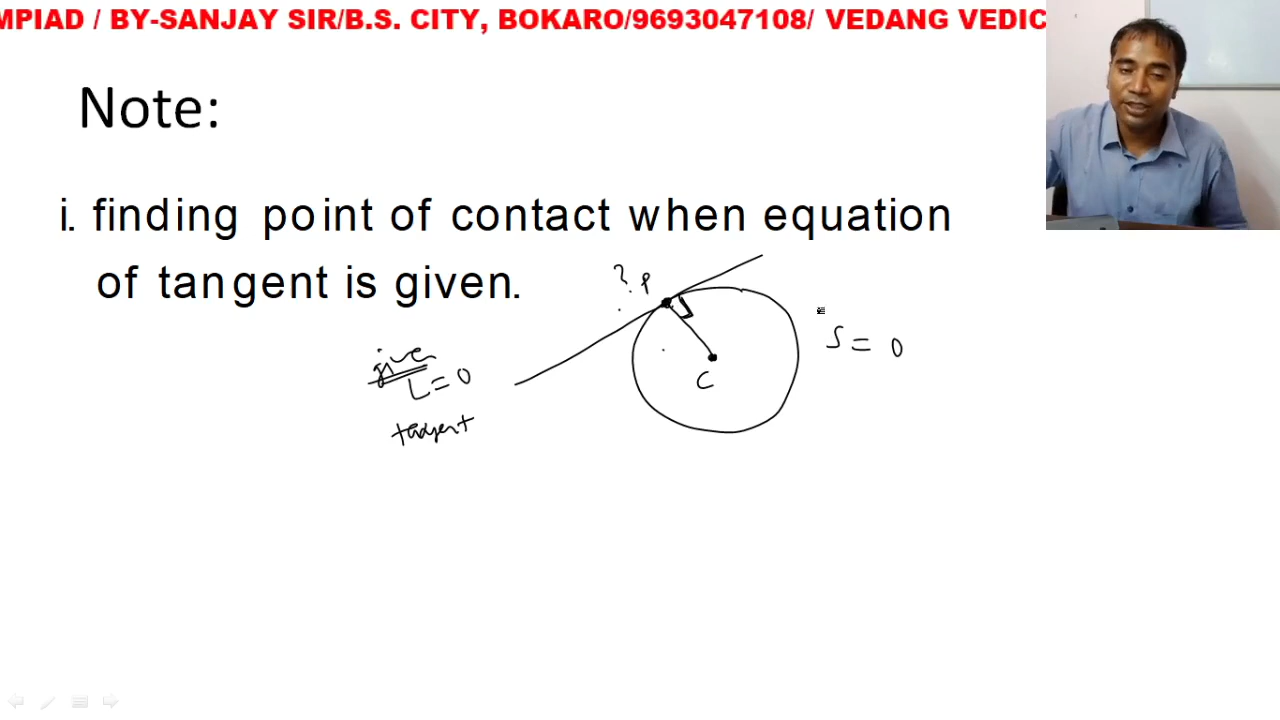 MPIAD / BY-SANJAY SIR/B.S. CITY, BOKARO/9693047108/ VEDANG VEDIC
Note:
i. finding point of contact when equation
of tangent is given.
? P
given
L = 0
tangent
C
S = 0